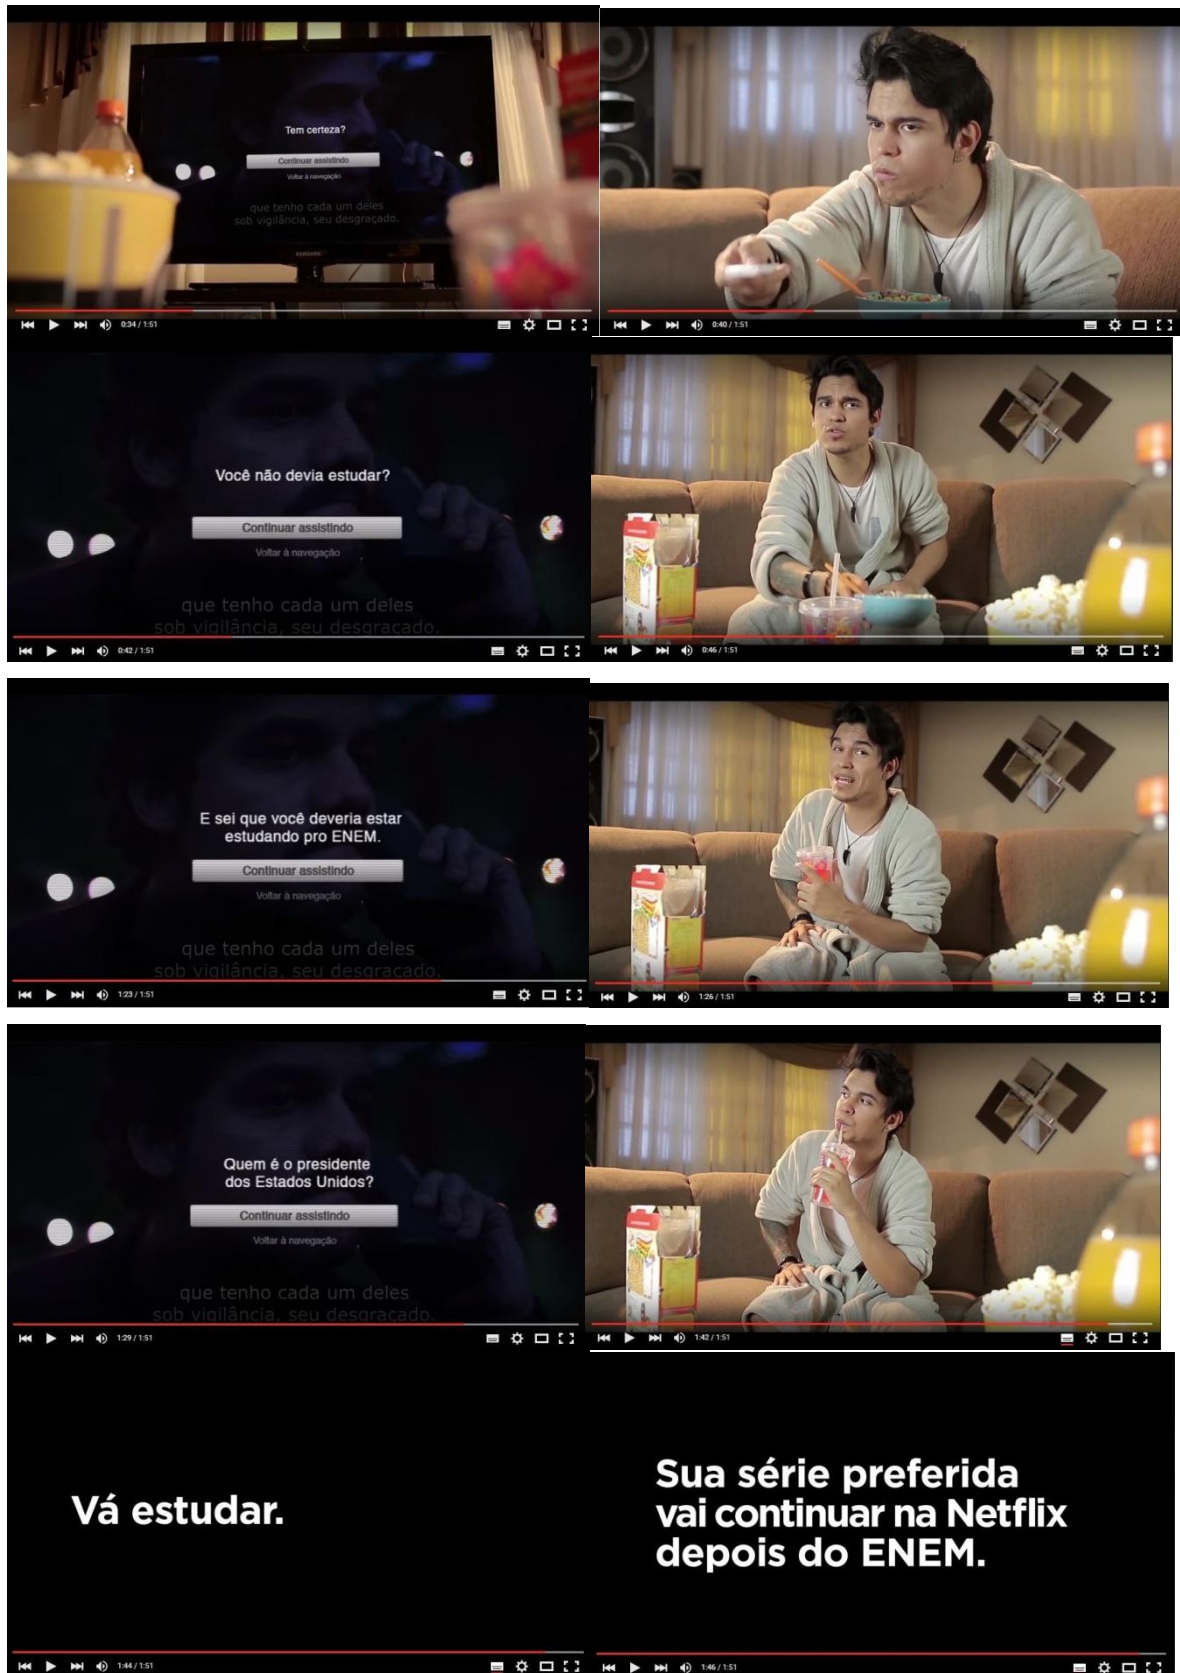 Tem certeza?
Continuar assistindo
Voltar à navegação
que tenho cada um deles
sob vigilância, seu desgraçado.
SAMSUNG
0:34 / 1:51
0:40 / 1:51
Você não devia estudar?
Continuar assistindo
Voltar à navegação
que tenho cada um deles
sob vigilância, seu desgraçado.
0:42 / 1:51
0:46 / 1:51
E sei que você deveria estar
estudando pro ENEM.
Continuar assistindo
Voltar à navegação
que tenho cada um deles
sob vigilância, seu desgraçado.
1:23 / 1:51
1:26 / 1:51
Quem é o presidente
dos Estados Unidos?
Continuar assistindo
Voltar à navegação
que tenho cada um deles
sob vigilância, seu desgraçado.
1:29 / 1:51
1:42 / 1:51
Vá estudar.
1:44 / 1:51
Sua série preferida
vai continuar na Netflix
depois do ENEM.
1:46 / 1:51